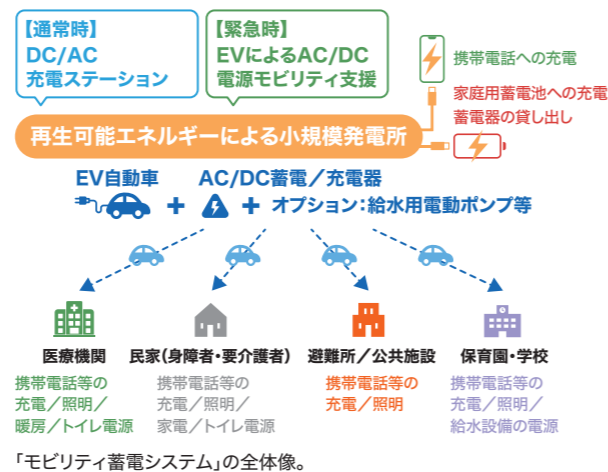 【通常時】
DC/AC
充電ステーション
【緊急時】
EVによるAC/DC
電源モビリティ支援
携帯電話への充電
家庭用蓄電池への充電
蓄電器の貸し出し
再生可能エネルギーによる小規模発電所
EV自動車
AC/DC蓄電／充電器
+
+
オプション：給水用電動ポンプ等
医療機関
携帯電話等の
充電／照明／
暖房／トイレ電源
民家（身障者・要介護者）
携帯電話等の
充電／照明／
家電／トイレ電源
避難所／公共施設
携帯電話等の
充電／照明
保育園・学校
携帯電話等の
充電／照明／
給水設備の電源
「モビリティ蓄電システム」の全体像。